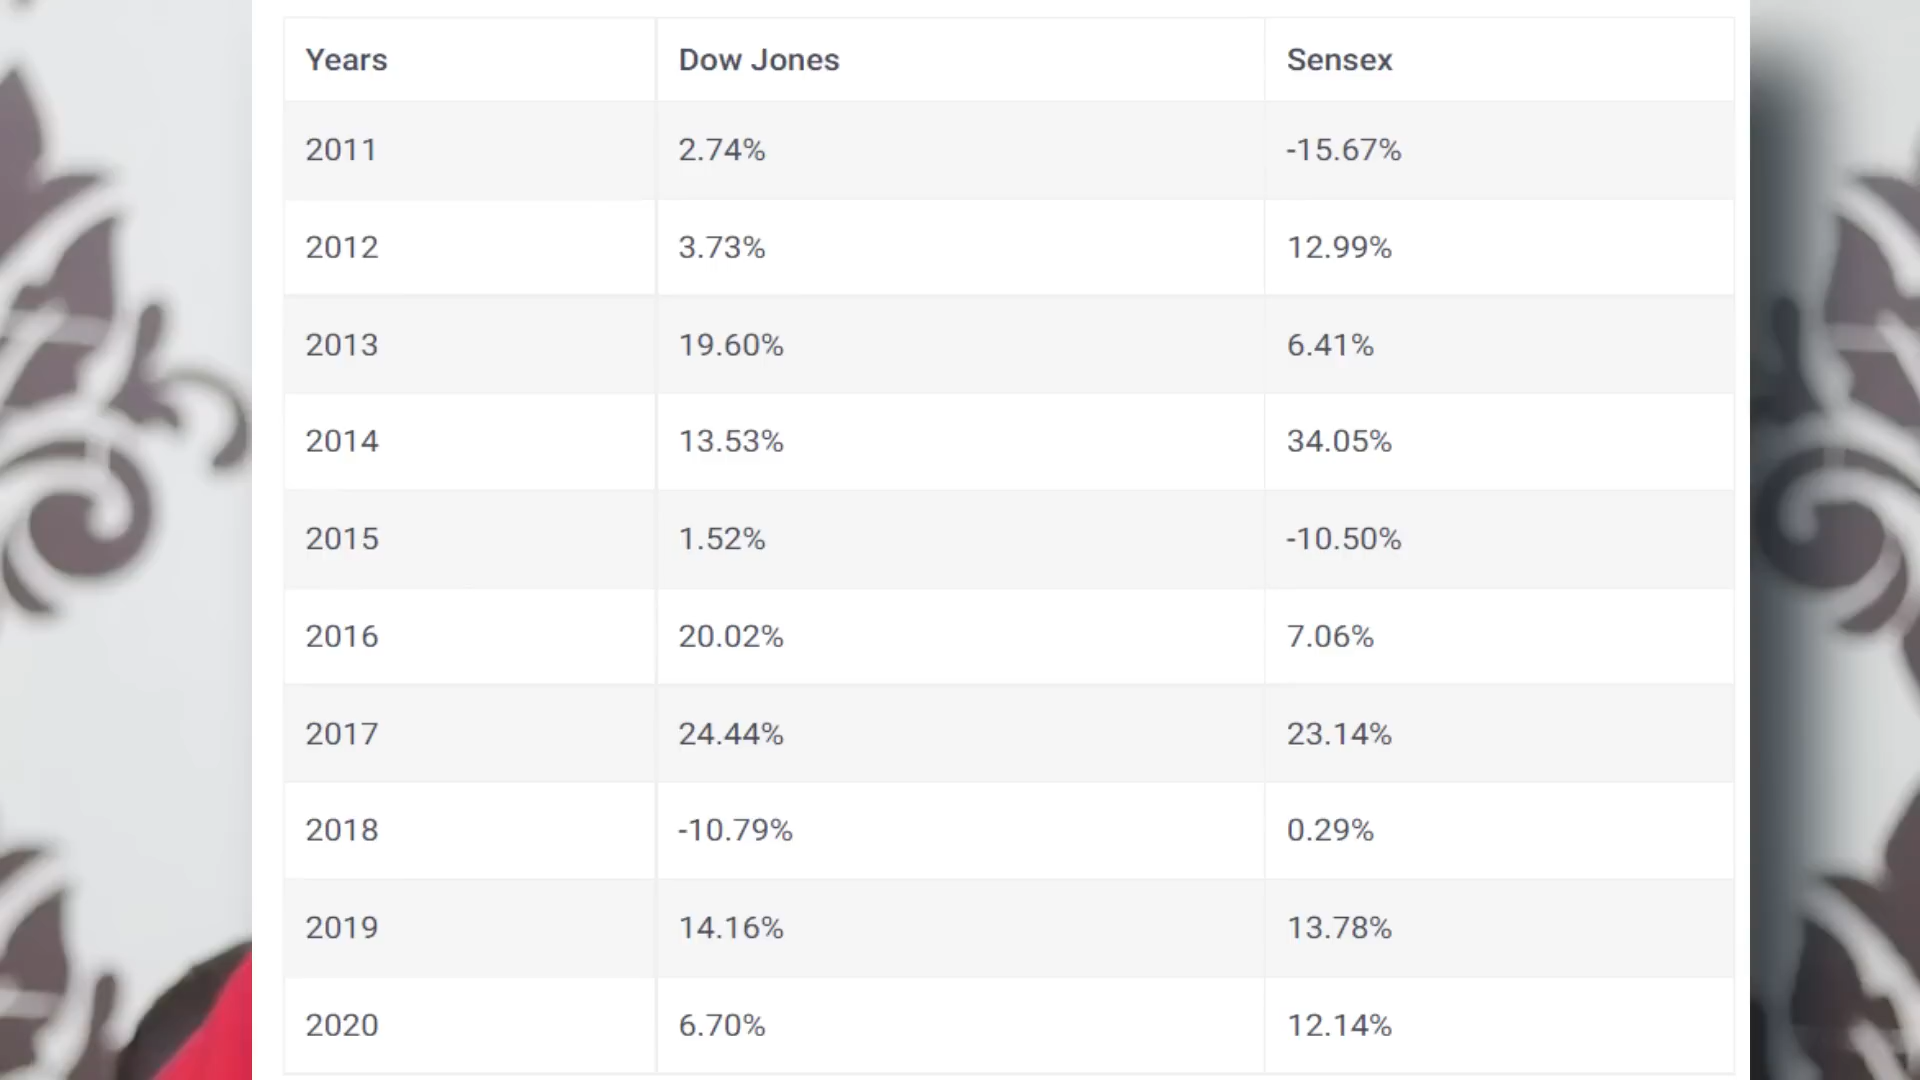 Years Dow Jones Sensex
2011 2.74% -15.67%
2012 3.73% 12.99%
2013 19.60% 6.41%
2014 13.53% 34.05%
2015 1.52% -10.50%
2016 20.02% 7.06%
2017 24.44% 23.14%
2018 -10.79% 0.29%
2019 14.16% 13.78%
2020 6.70% 12.14%